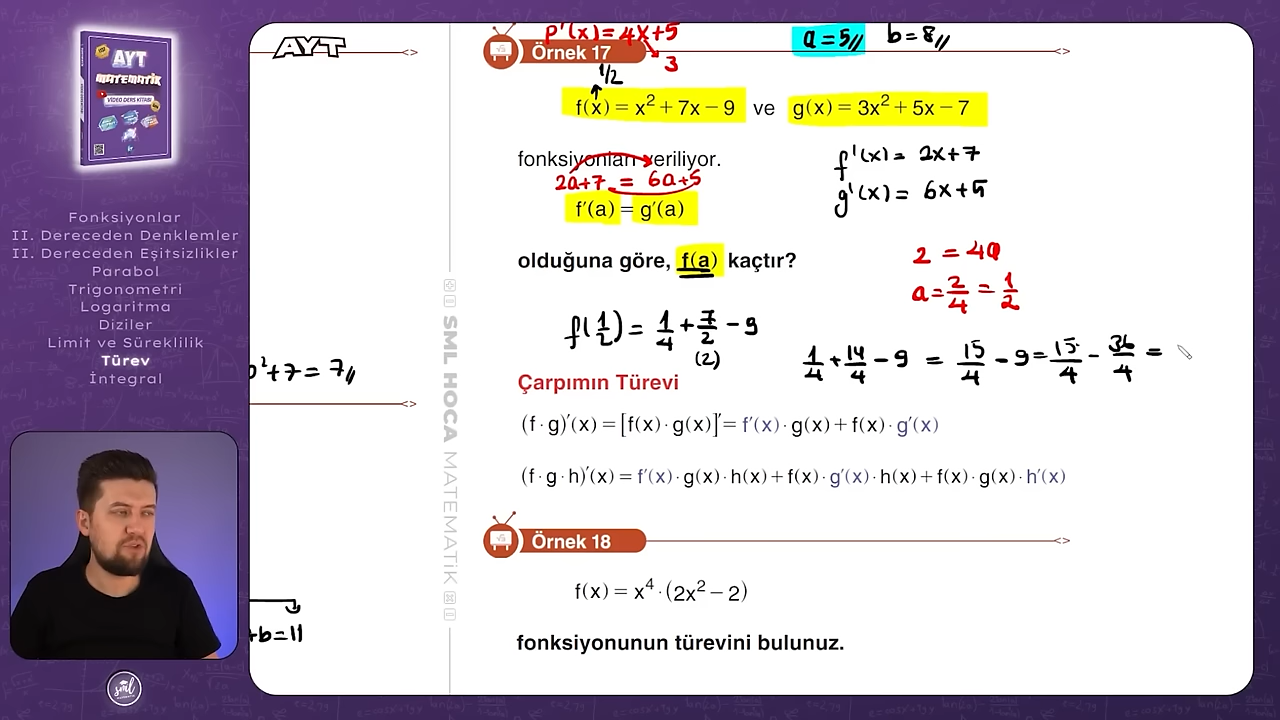 AYT
MATEMATİK
VİDEO DERS KİTABI
Fonksiyonlar
II. Dereceden Denklemler
II. Dereceden Eşitsizlikler
Parabol
Trigonometri
Logaritma
Diziler
Limit ve Süreklilik
Türev
İntegral
sml
AYT
²+7 = 7
+b=11
SML HOCA MATEMATİK
P'(x) = 4x+5
3
a=5 b=8
Örnek 17
1/2
f(x) = x² + 7x − 9 ve g(x) = 3x² + 5x − 7
fonksiyonları veriliyor.
f'(x) = 2x+7
g'(x) = 6x+5
2a+7 = 6a+5
f′(a) = g′(a)
olduğuna göre, f(a) kaçtır?
2 = 4a
a = 2/4 = 1/2
f(1/2) = 1/4 + 7/2 − 9
(2)
1/4 + 14/4 − 9 = 15/4 − 9 = 15/4 − 36/4 =
Çarpımın Türevi
(f · g)′(x) = [f(x) · g(x)]′ = f′(x) · g(x) + f(x) · g′(x)
(f · g · h)′(x) = f′(x) · g(x) · h(x) + f(x) · g′(x) · h(x) + f(x) · g(x) · h′(x)
Örnek 18
f(x) = x⁴ · (2x² − 2)
fonksiyonunun türevini bulunuz.